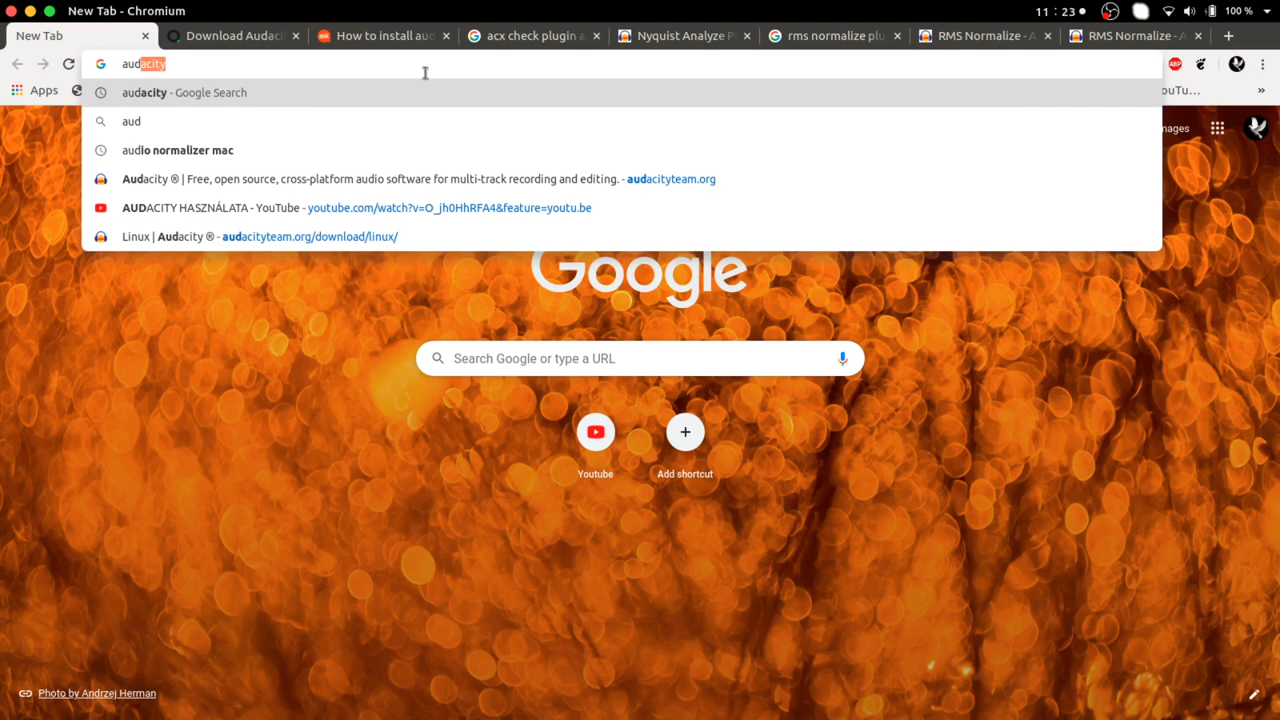 New Tab - Chromium
11 : 23
100 %
New Tab
Download Audaci
How to install aud
acx check plugin a
Nyquist Analyze P
rms normalize plu
RMS Normalize - A
RMS Normalize - A
audacity
ABP
Apps
ouTu…
»
audacity - Google Search
aud
audio normalizer mac
Audacity ® | Free, open source, cross-platform audio software for multi-track recording and editing. - audacityteam.org
AUDACITY HASZNÁLATA - YouTube - youtube.com/watch?v=O_jh0HhRFA4&feature=youtu.be
Linux | Audacity ® - audacityteam.org/download/linux/
mages
Google
Search Google or type a URL
Youtube
Add shortcut
Photo by Andrzej Herman